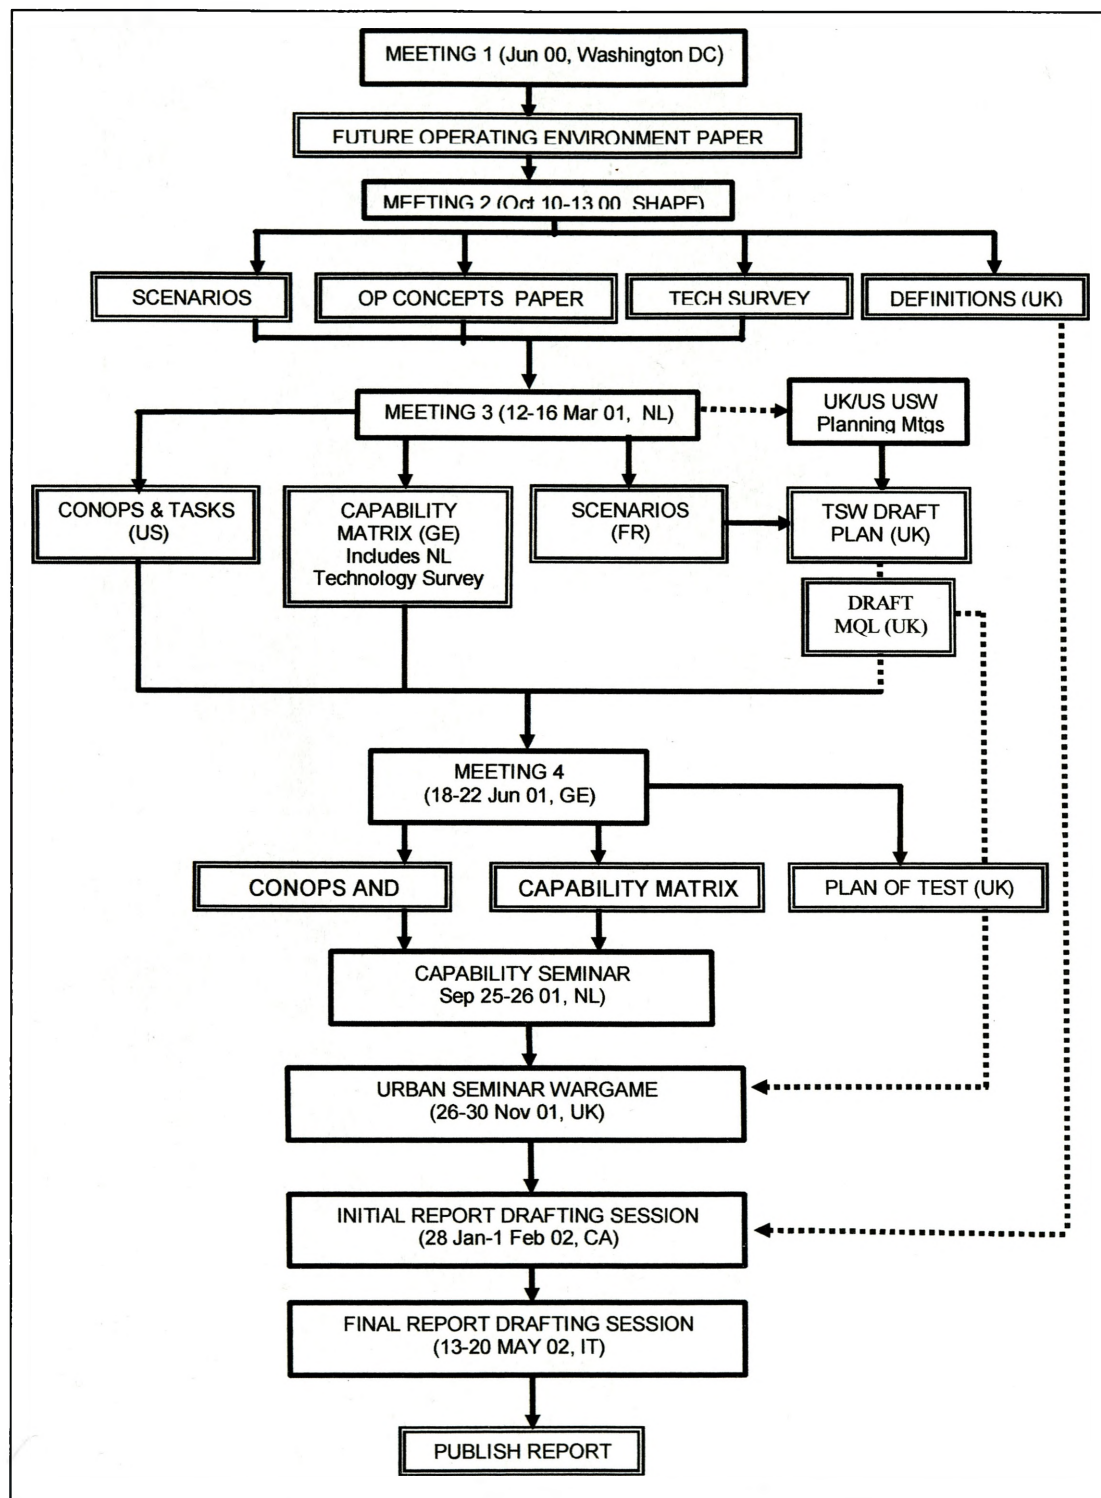 MEETING 1 (Jun 00, Washington DC)
FUTURE OPERATING ENVIRONMENT PAPER
MEETING 2 (Oct 10-13 00, SHAPE)
SCENARIOS
OP CONCEPTS PAPER
TECH SURVEY
DEFINITIONS (UK)
MEETING 3 (12-16 Mar 01, NL)
UK/US USW
Planning Mtgs
CONOPS & TASKS
(US)
CAPABILITY
MATRIX (GE)
Includes NL
Technology Survey
SCENARIOS
(FR)
TSW DRAFT
PLAN (UK)
DRAFT
MQL (UK)
MEETING 4
(18-22 Jun 01, GE)
CONOPS AND
CAPABILITY MATRIX
PLAN OF TEST (UK)
CAPABILITY SEMINAR
Sep 25-26 01, NL)
URBAN SEMINAR WARGAME
(26-30 Nov 01, UK)
INITIAL REPORT DRAFTING SESSION
(28 Jan-1 Feb 02, CA)
FINAL REPORT DRAFTING SESSION
(13-20 MAY 02, IT)
PUBLISH REPORT